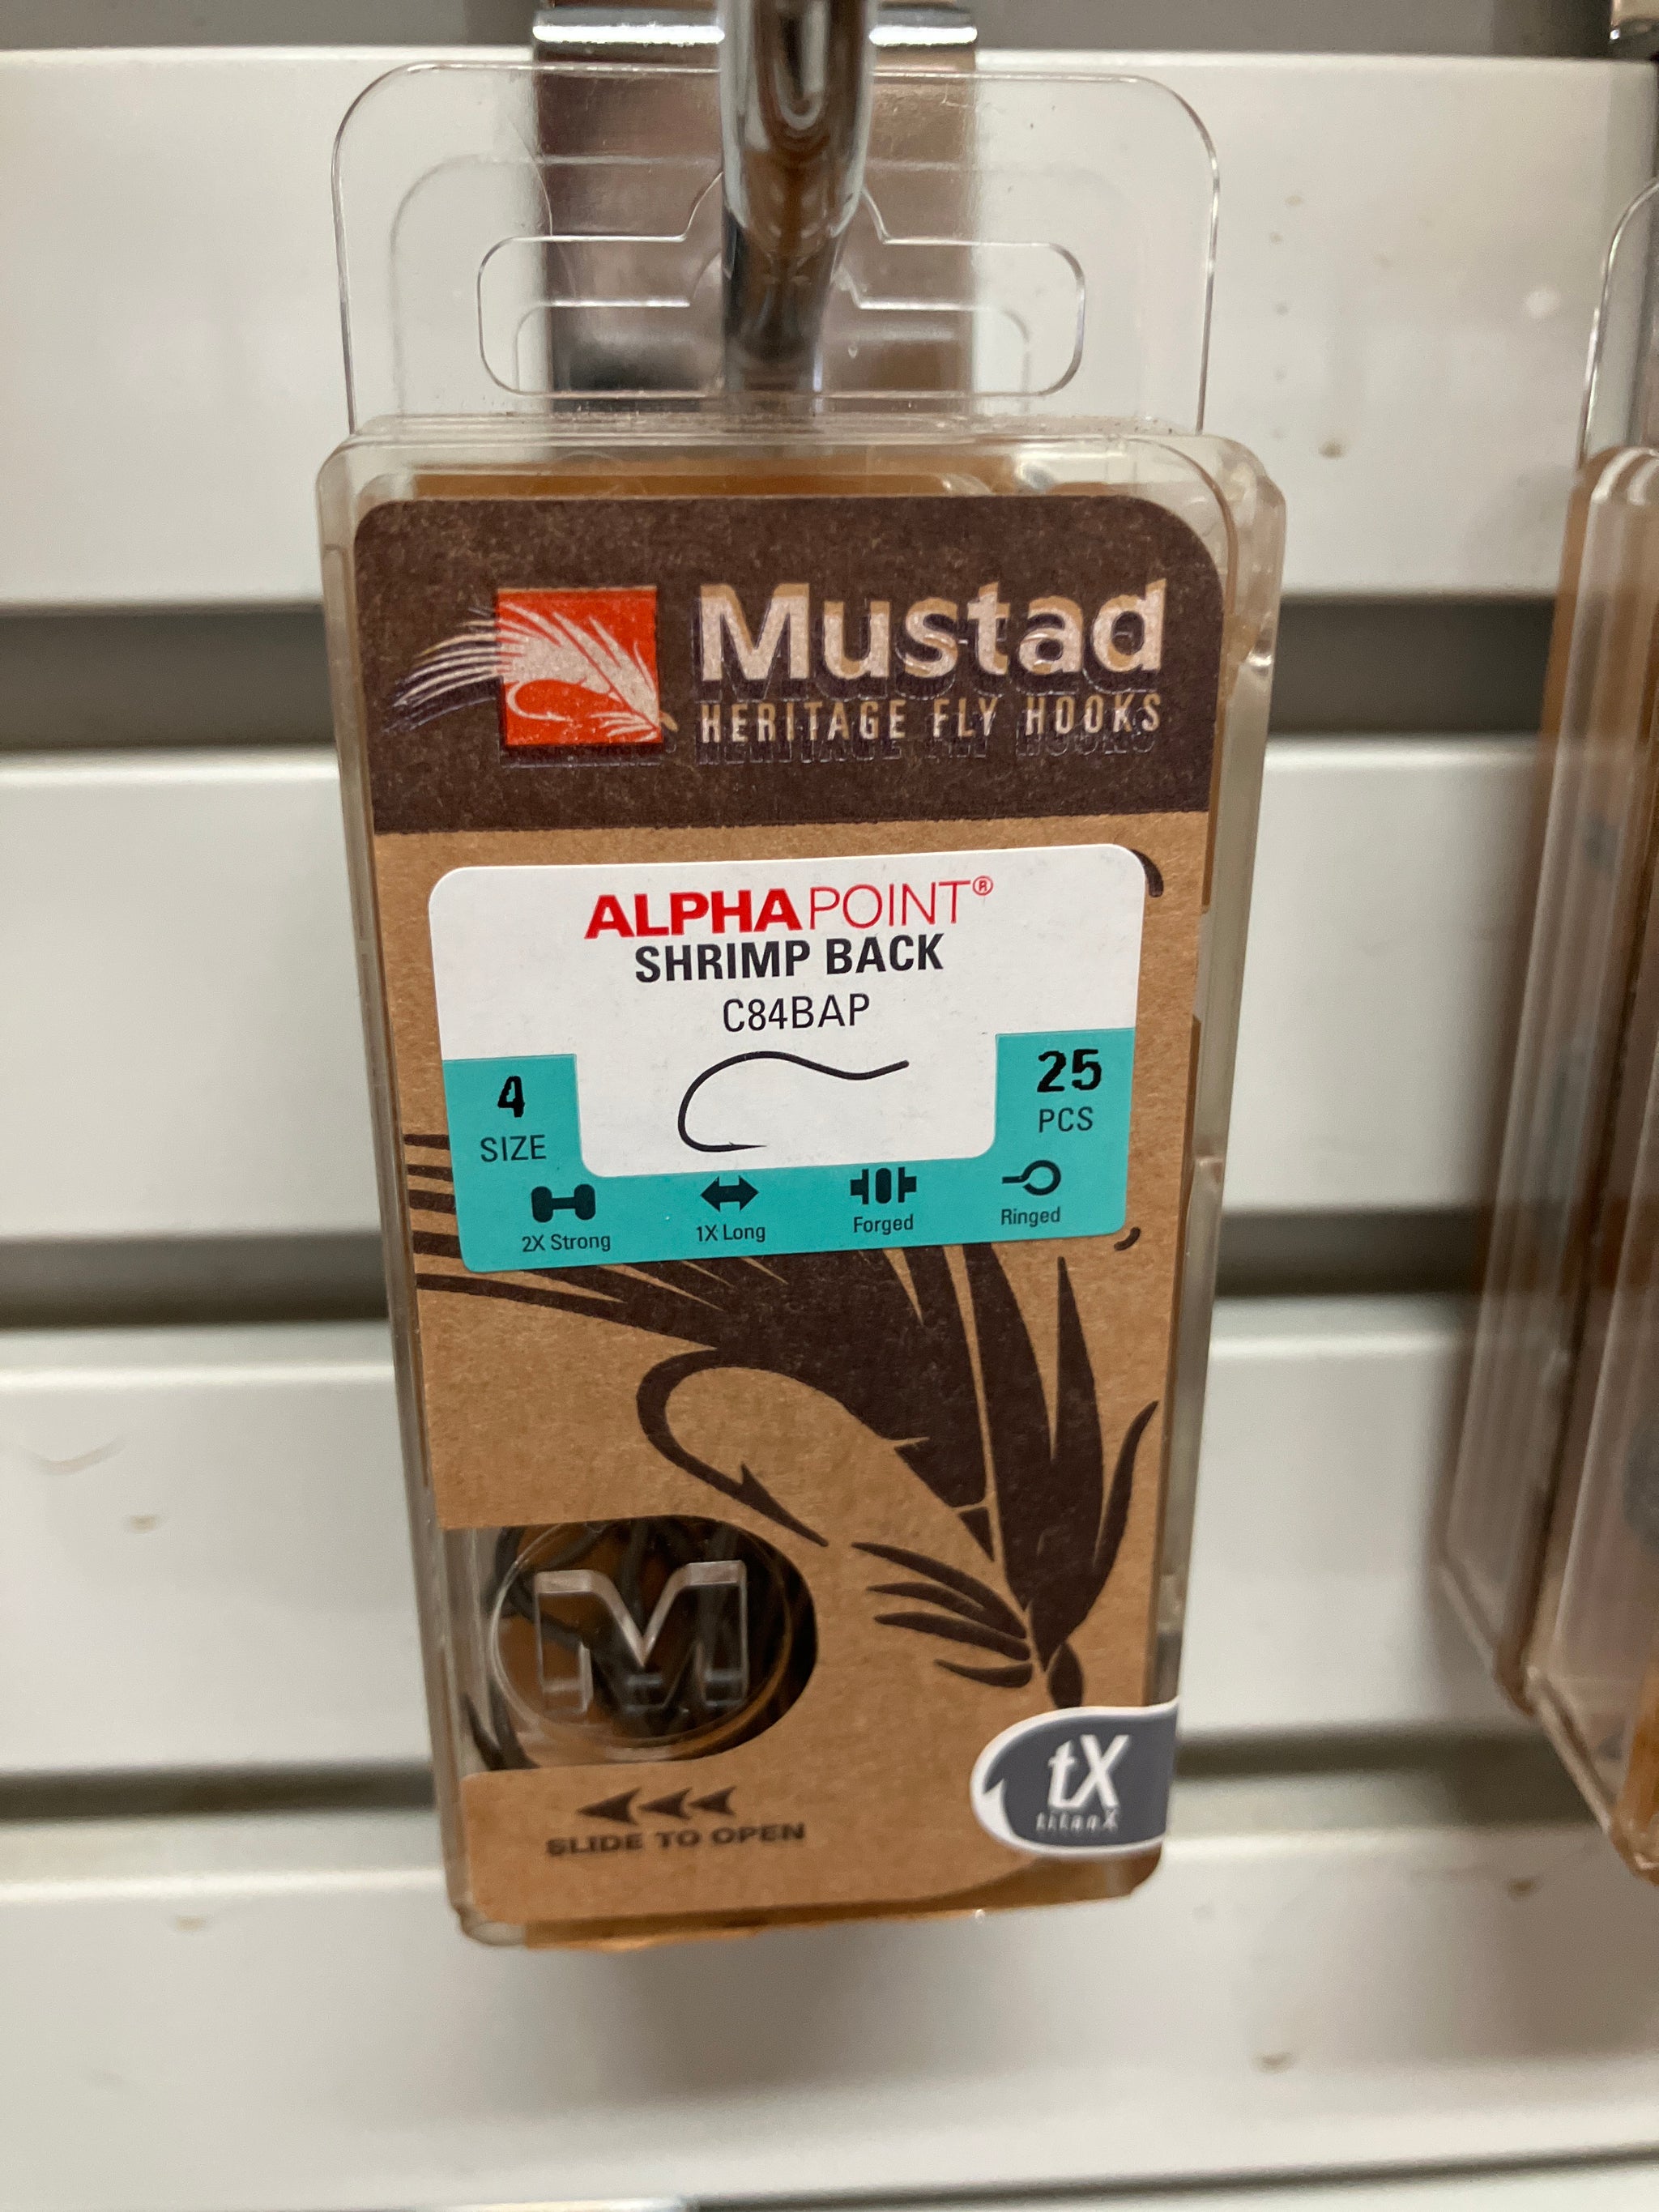 Mustad
HERITAGE FLY HOOKS
ALPHAPOINT®
SHRIMP BACK
C84BAP
4
SIZE
25
PCS
2X Strong
1X Long
Forged
Ringed
M
SLIDE TO OPEN
tX
titanX